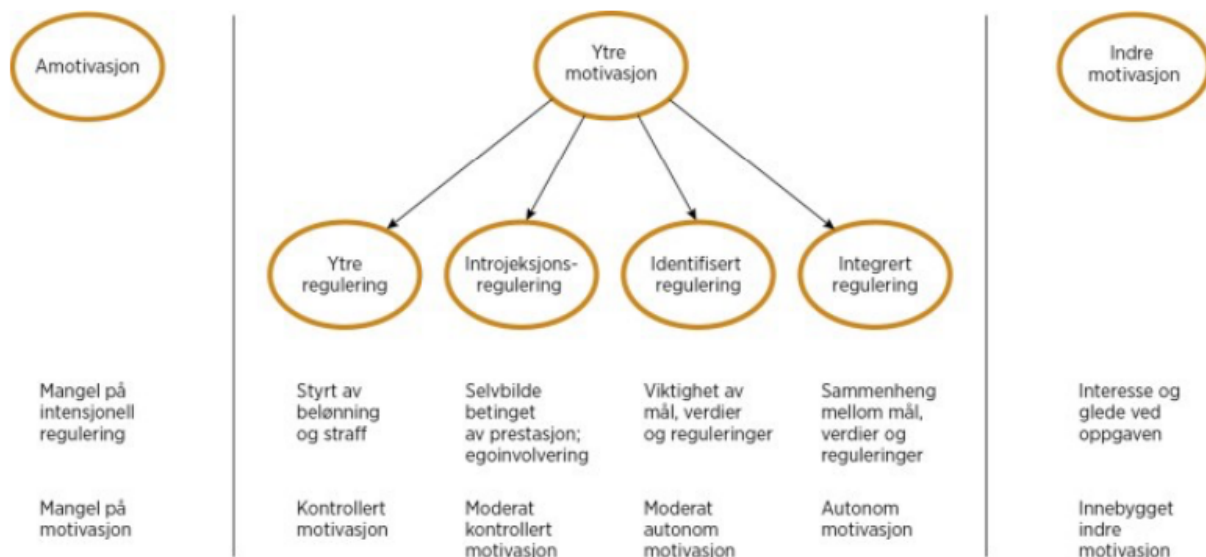 Amotivasjon
Ytre
motivasjon
Indre
motivasjon
Ytre
regulering
Introjeksjons-
regulering
Identifisert
regulering
Integrert
regulering
Mangel på
intensjonell
regulering
Styrt av
belønning
og straff
Selvbilde
betinget
av prestasjon;
egoinvolvering
Viktighet av
mål, verdier
og reguleringer
Sammenheng
mellom mål,
verdier og
reguleringer
Interesse og
glede ved
oppgaven
Mangel på
motivasjon
Kontrollert
motivasjon
Moderat
kontrollert
motivasjon
Moderat
autonom
motivasjon
Autonom
motivasjon
Innebygget
indre
motivasjon